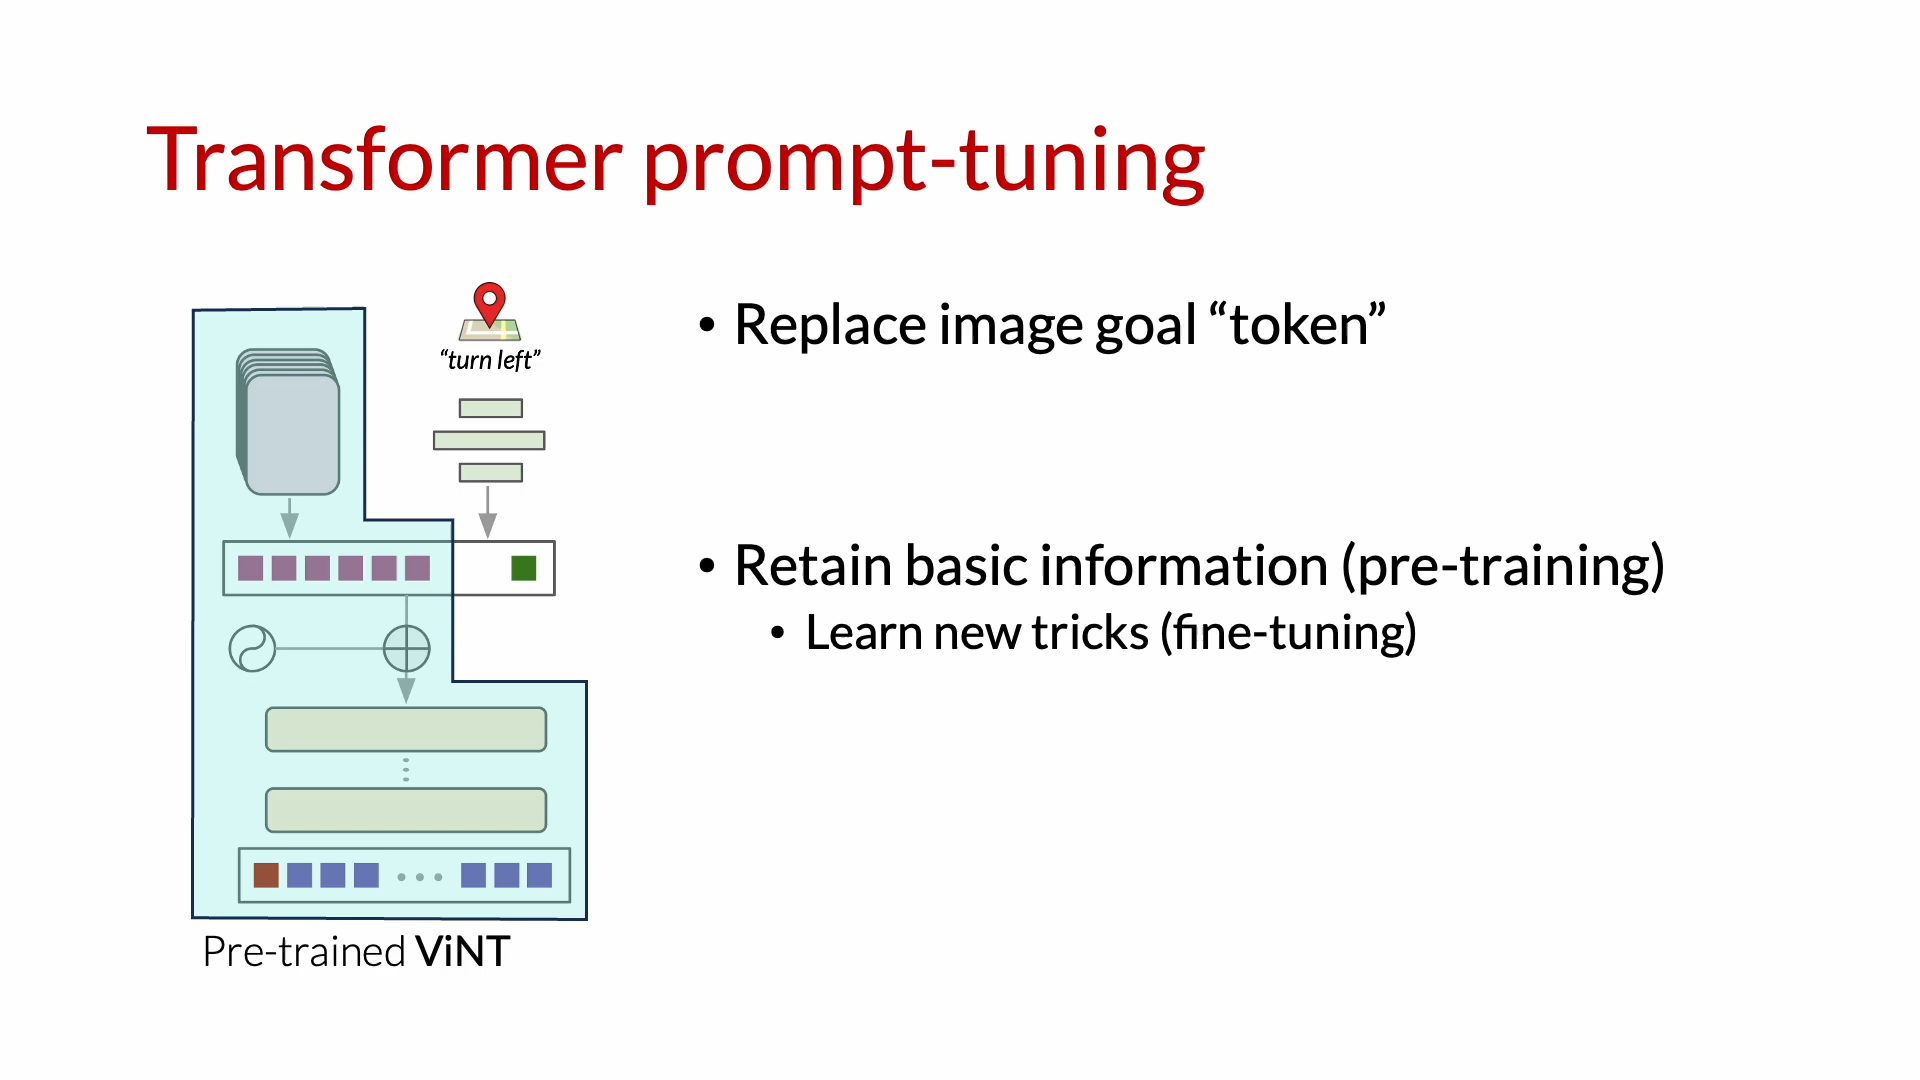 Transformer prompt-tuning
“turn left”
• Replace image goal “token”
• Retain basic information (pre-training)
• Learn new tricks (fine-tuning)
Pre-trained ViNT